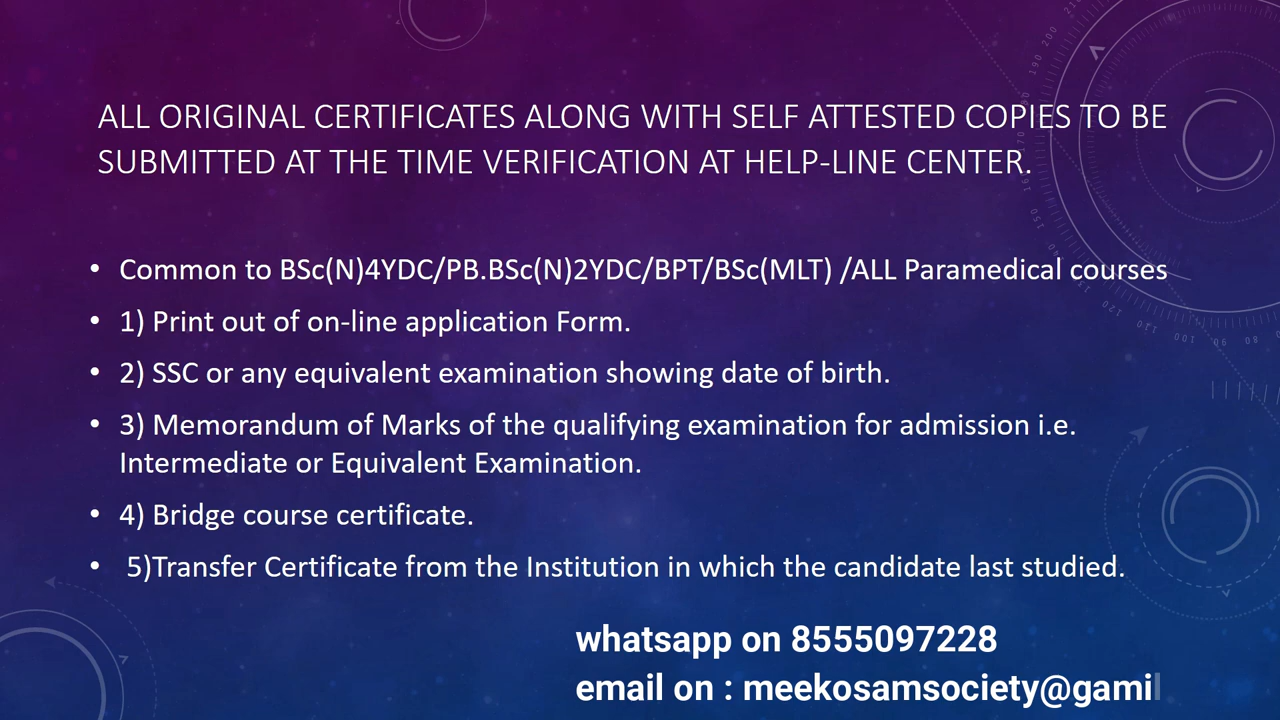 ALL ORIGINAL CERTIFICATES ALONG WITH SELF ATTESTED COPIES TO BE
SUBMITTED AT THE TIME VERIFICATION AT HELP-LINE CENTER.
• Common to BSc(N)4YDC/PB.BSc(N)2YDC/BPT/BSc(MLT) /ALL Paramedical courses
• 1) Print out of on-line application Form.
• 2) SSC or any equivalent examination showing date of birth.
• 3) Memorandum of Marks of the qualifying examination for admission i.e.
Intermediate or Equivalent Examination.
• 4) Bridge course certificate.
• 5)Transfer Certificate from the Institution in which the candidate last studied.
whatsapp on 8555097228
email on : meekosamsociety@gamil